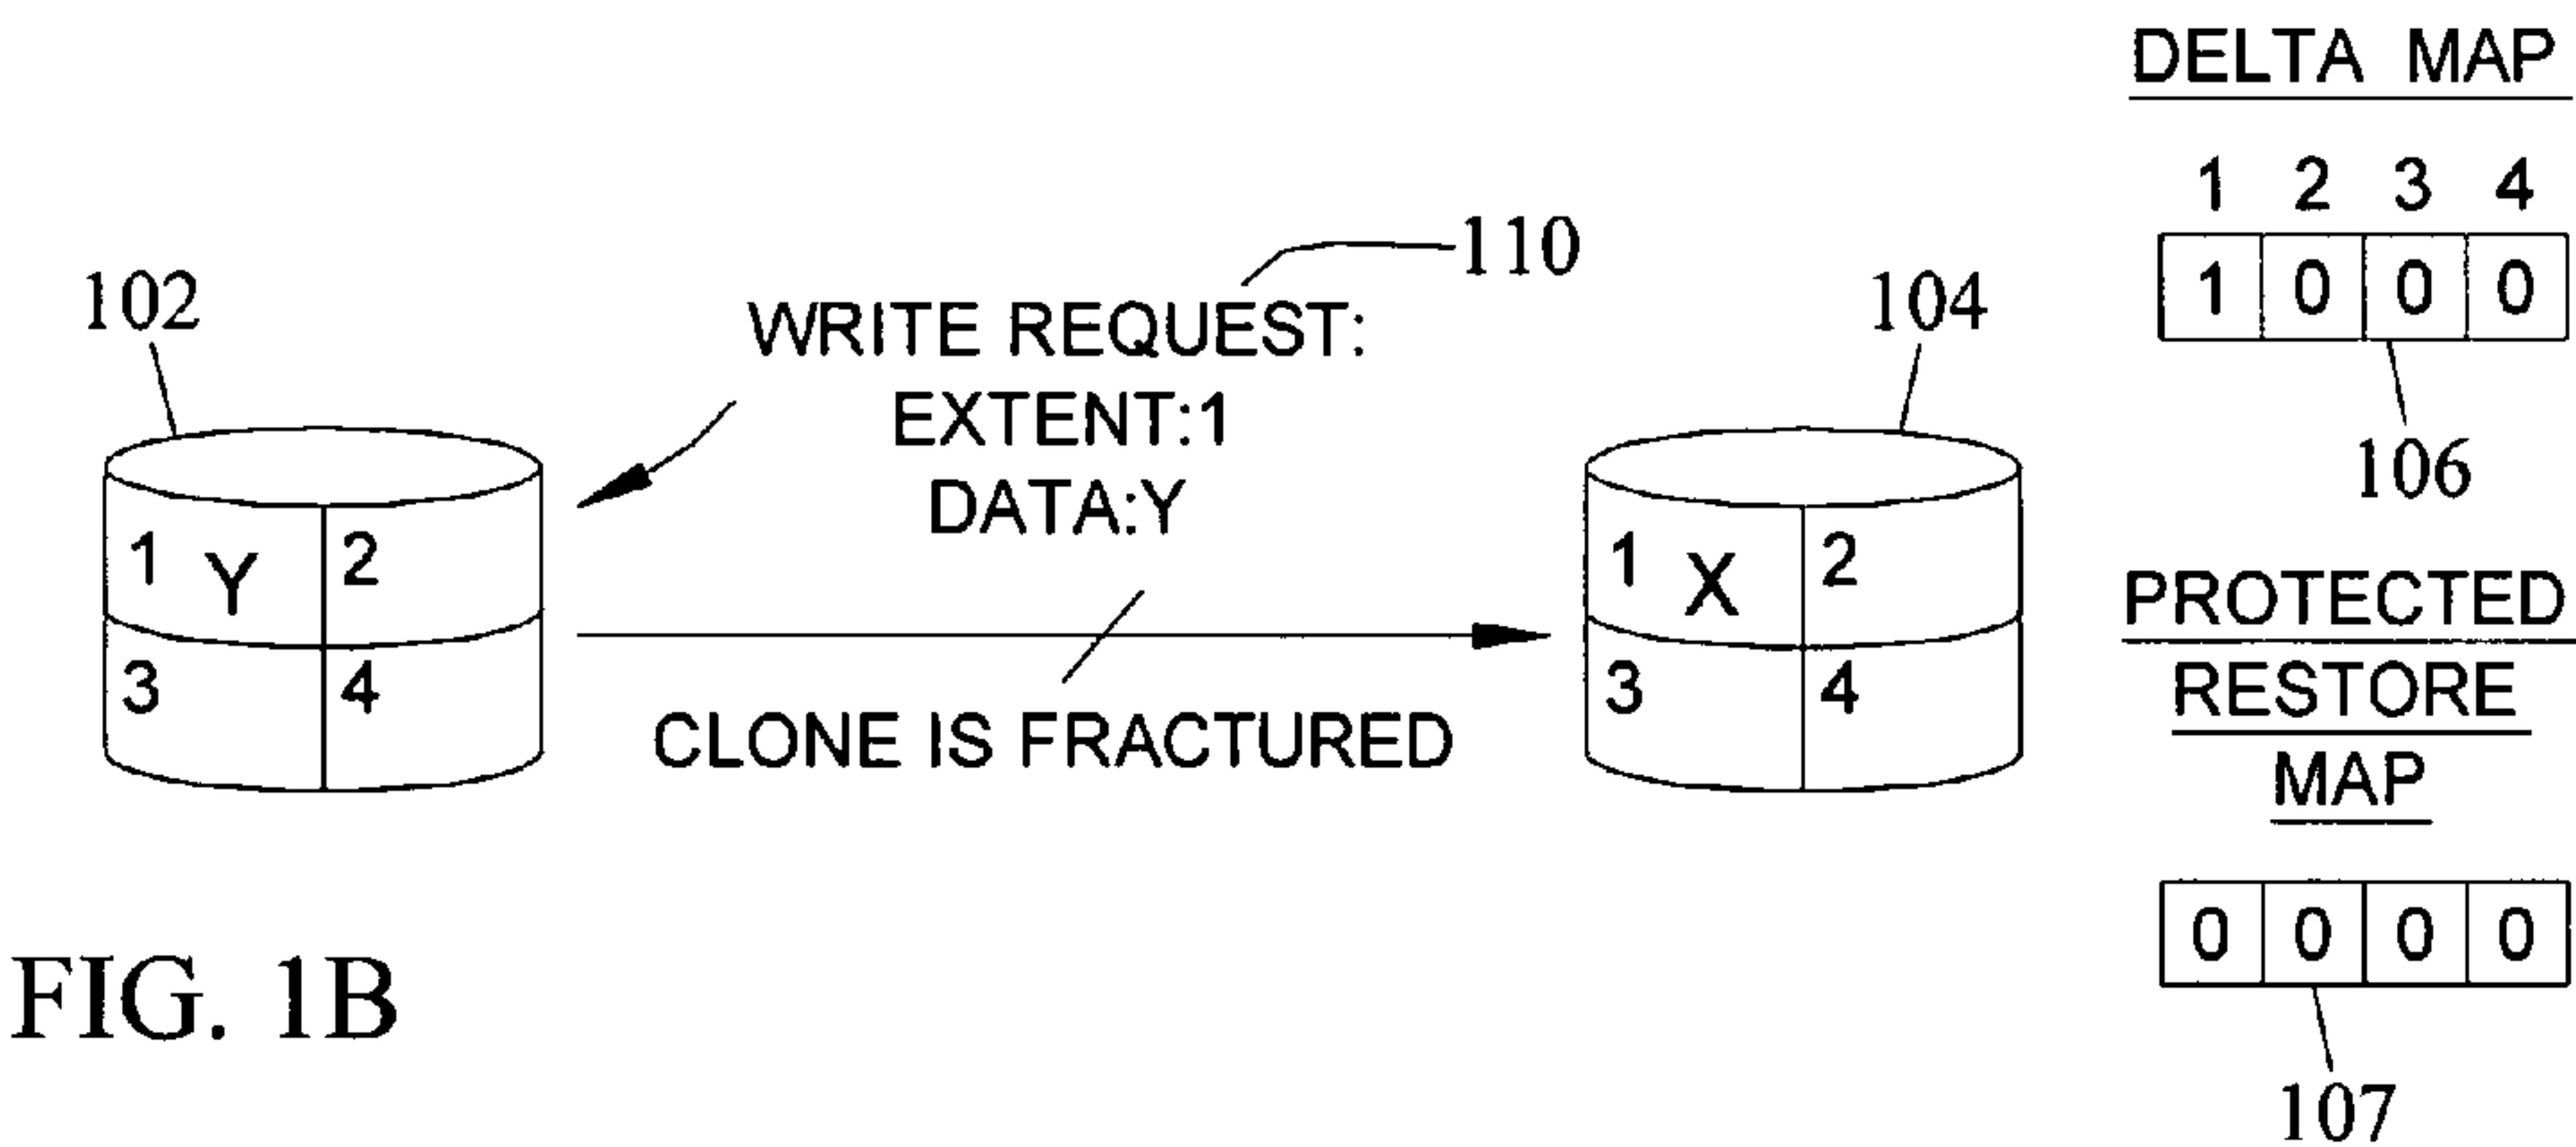 DELTA MAP
1 2 3 4
1 0 0 0
106
102
110
WRITE REQUEST:
EXTENT:1
DATA:Y
104
1 Y 2
3 4
1 X 2
3 4
CLONE IS FRACTURED
PROTECTED
RESTORE
MAP
0 0 0 0
107
FIG. 1B